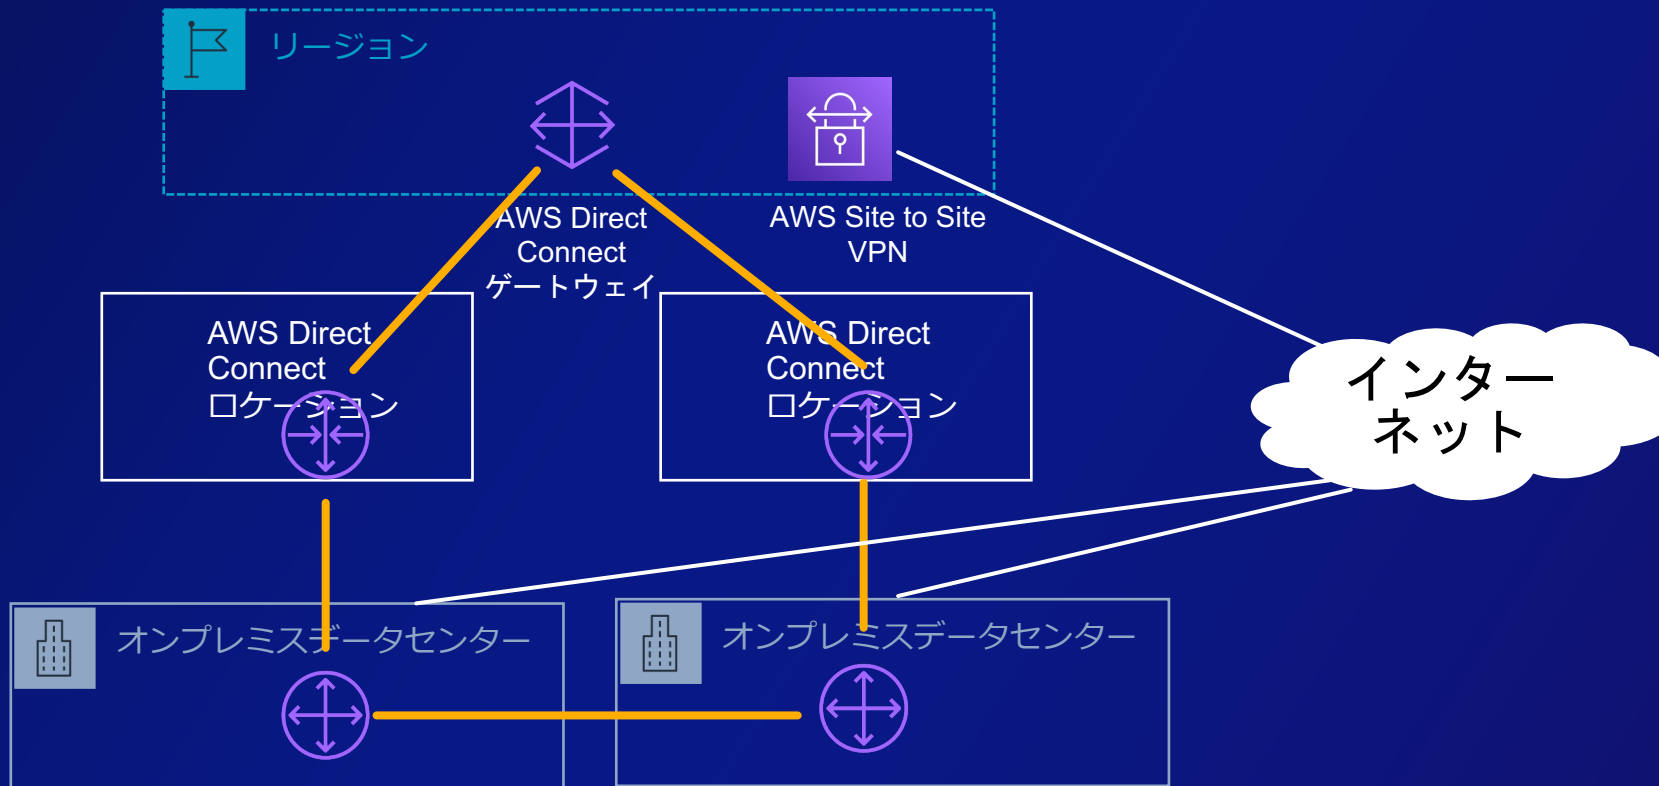 リージョン
AWS Direct
Connect
ゲートウェイ
AWS Site to Site
VPN
AWS Direct
Connect
ロケーション
AWS Direct
Connect
ロケーション
インター
ネット
オンプレミスデータセンター
オンプレミスデータセンター